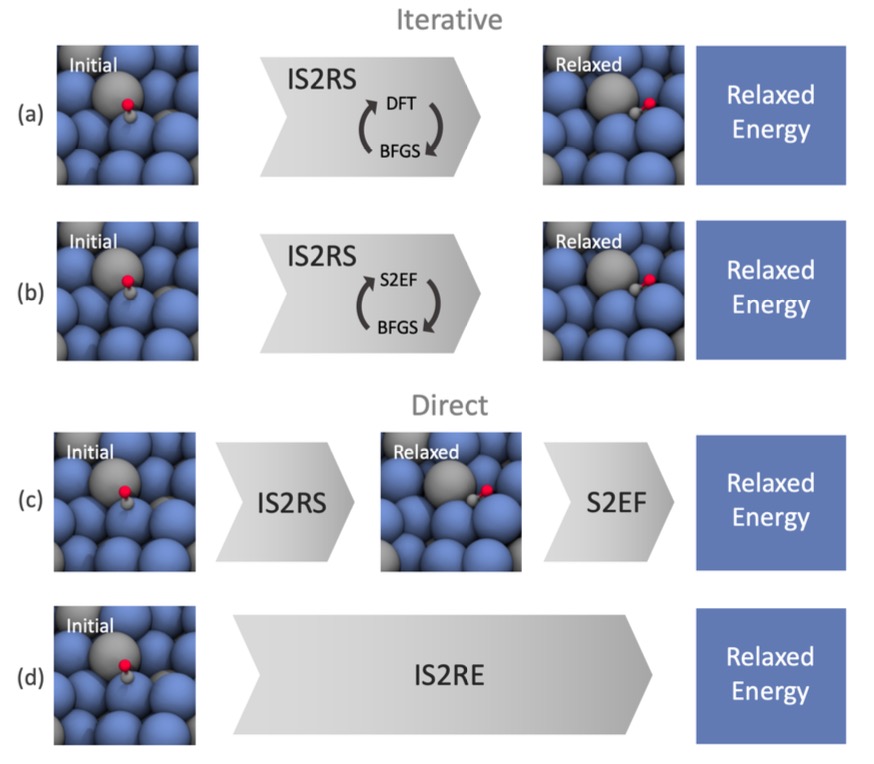 Iterative
(a)
Initial
IS2RS
DFT
BFGS
Relaxed
Relaxed
Energy
(b)
Initial
IS2RS
S2EF
BFGS
Relaxed
Relaxed
Energy
Direct
(c)
Initial
IS2RS
Relaxed
S2EF
Relaxed
Energy
(d)
Initial
IS2RE
Relaxed
Energy